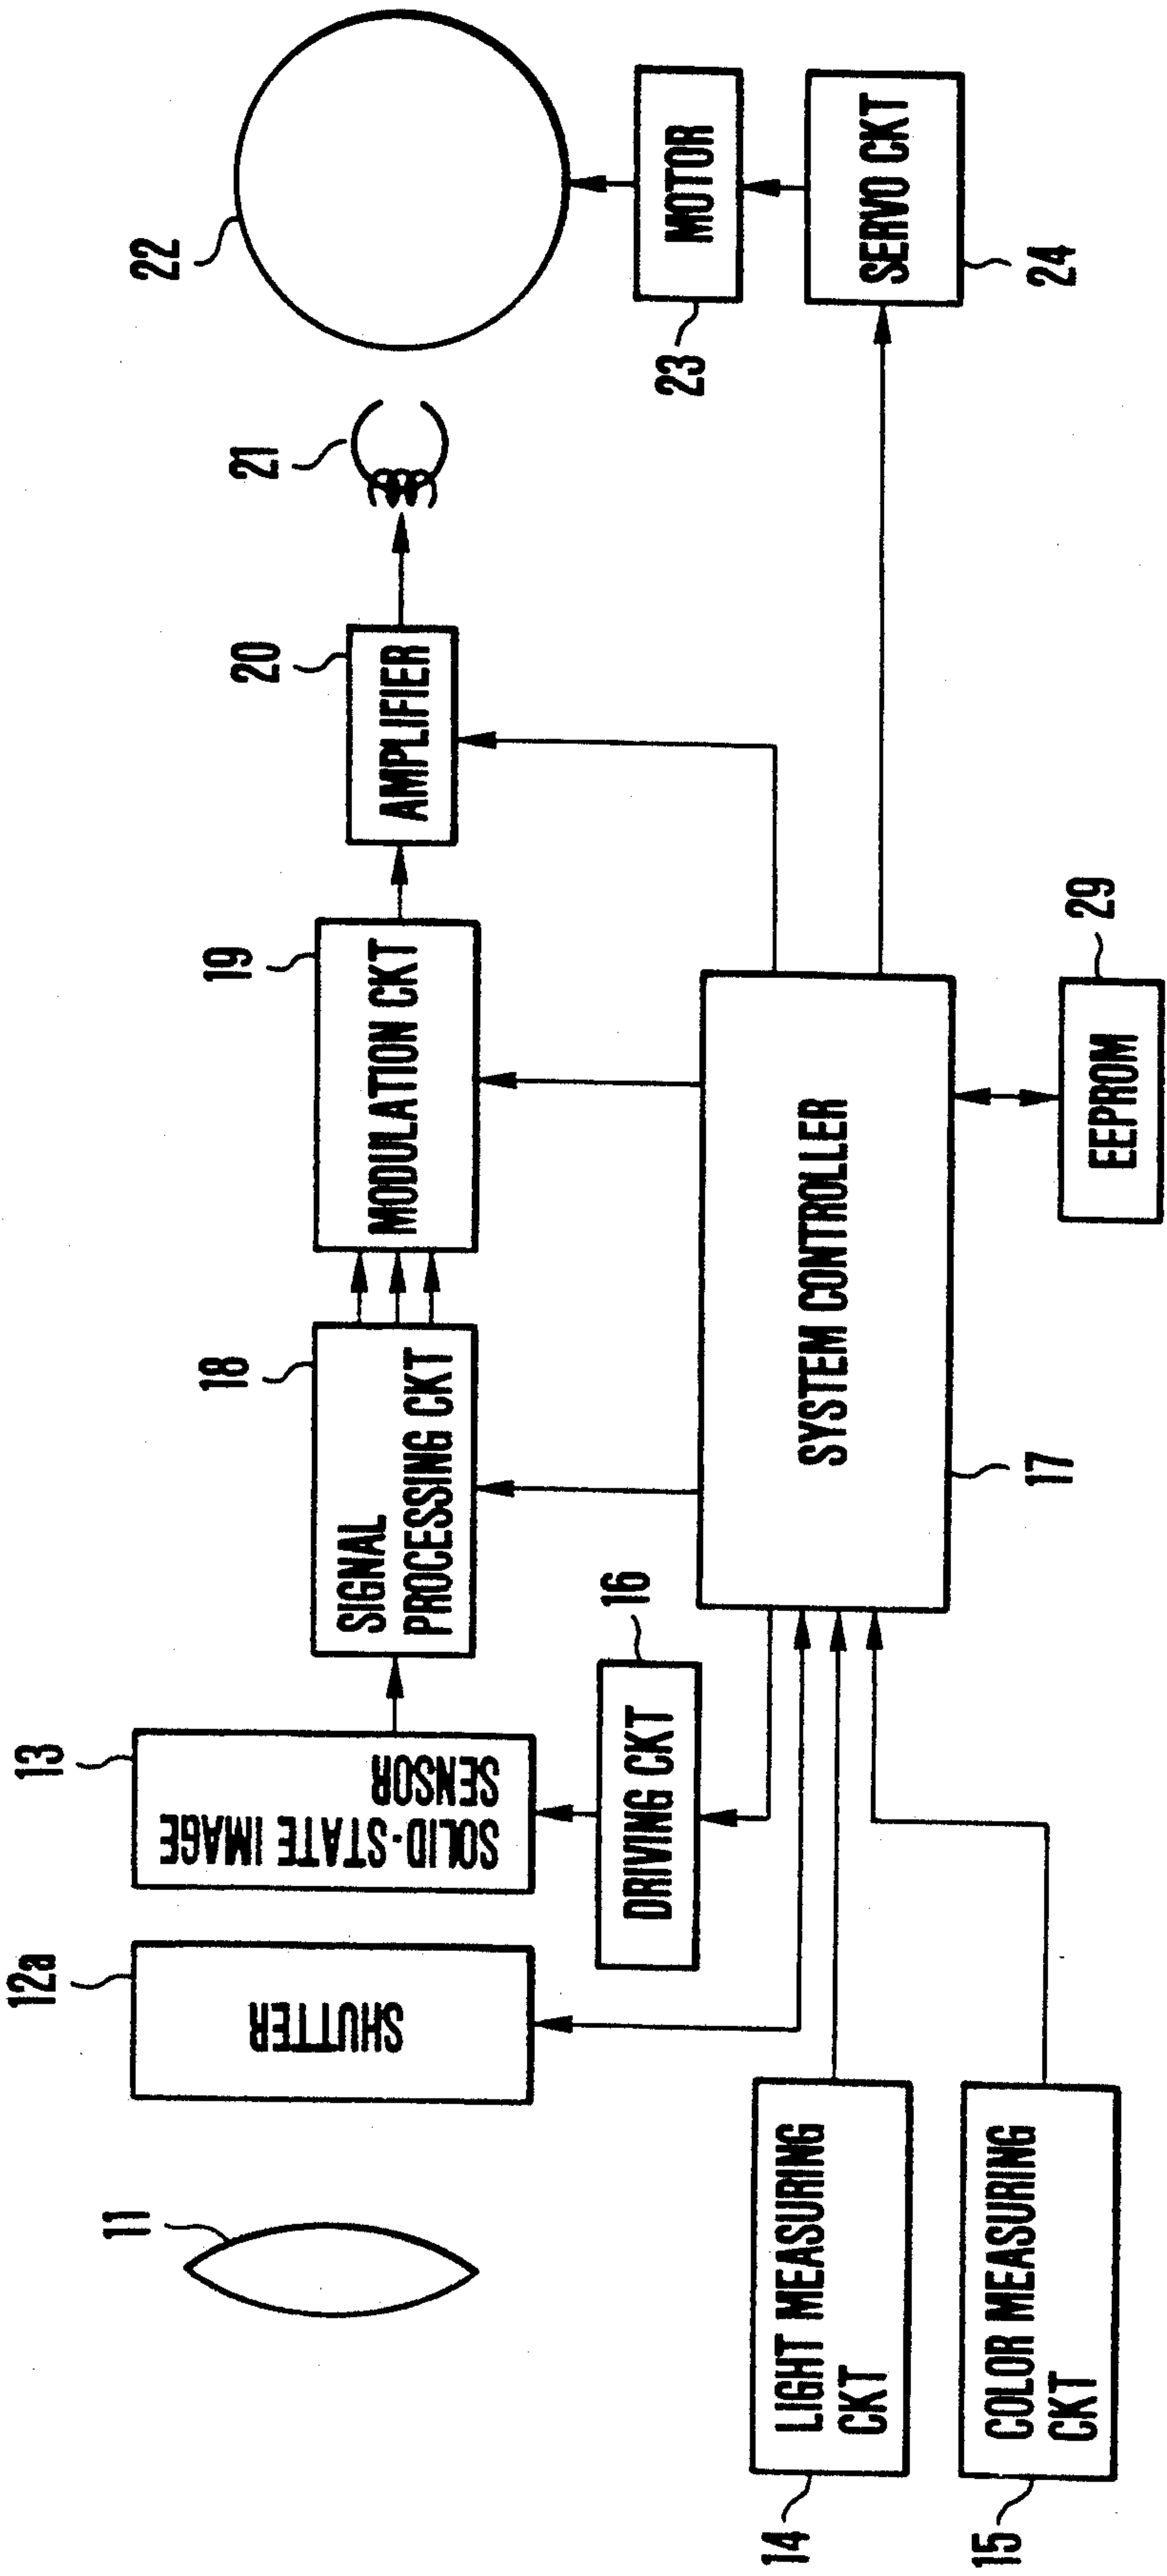 11
12a
SHUTTER
13
SOLID-STATE IMAGE
SENSOR
18
SIGNAL
PROCESSING CKT
19
MODULATION CKT
20
AMPLIFIER
21
22
16
DRIVING CKT
MOTOR
23
14
LIGHT MEASURING
CKT
15
COLOR MEASURING
CKT
SYSTEM CONTROLLER
17
EEPROM
29
SERVO CKT
24